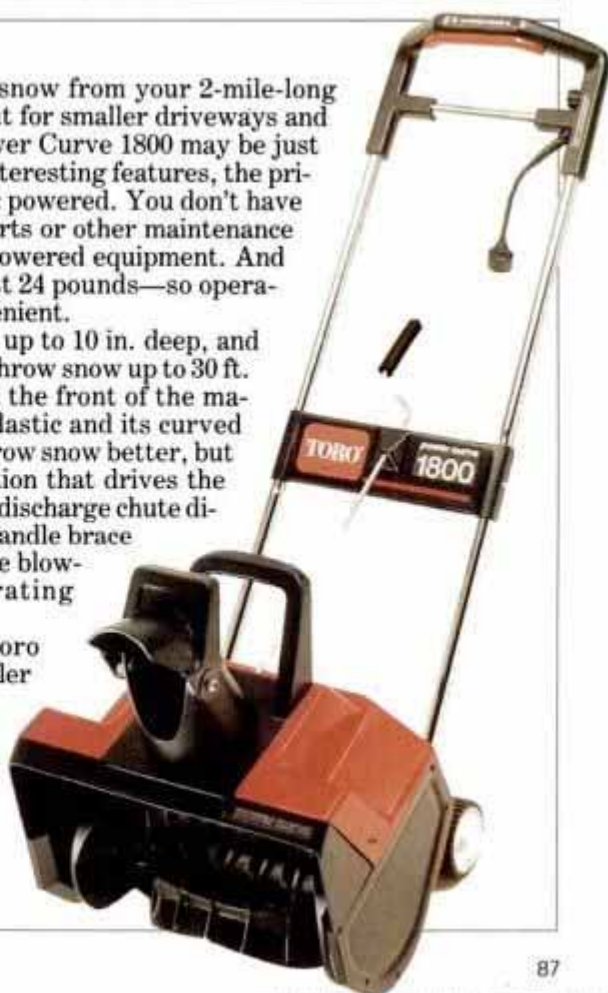 snow from your 2-mile-long
t for smaller driveways and
ver Curve 1800 may be just
teresting features, the pri-
powered. You don't have
rts or other maintenance
owered equipment. And
t 24 pounds—so opera-
enient.
up to 10 in. deep, and
hrow snow up to 30 ft.
the front of the ma-
lastic and its curved
row snow better, but
tion that drives the
discharge chute di-
andle brace
e blow-
rating
oro
ler
TORO
POWER CURVE
1800
87